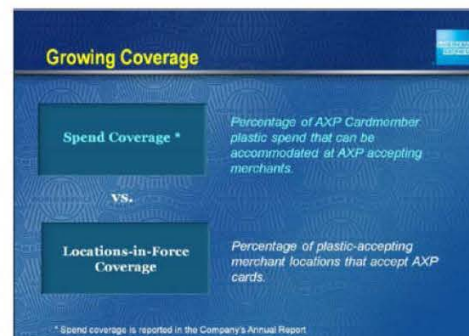 Growing Coverage
AMERICAN
EXPRESS
Spend Coverage *
Percentage of AXP Cardmember
plastic spend that can be
accommodated at AXP accepting
merchants.
vs.
Locations-in-Force
Coverage
Percentage of plastic-accepting
merchant locations that accept AXP
cards.
* Spend coverage is reported in the Company's Annual Report